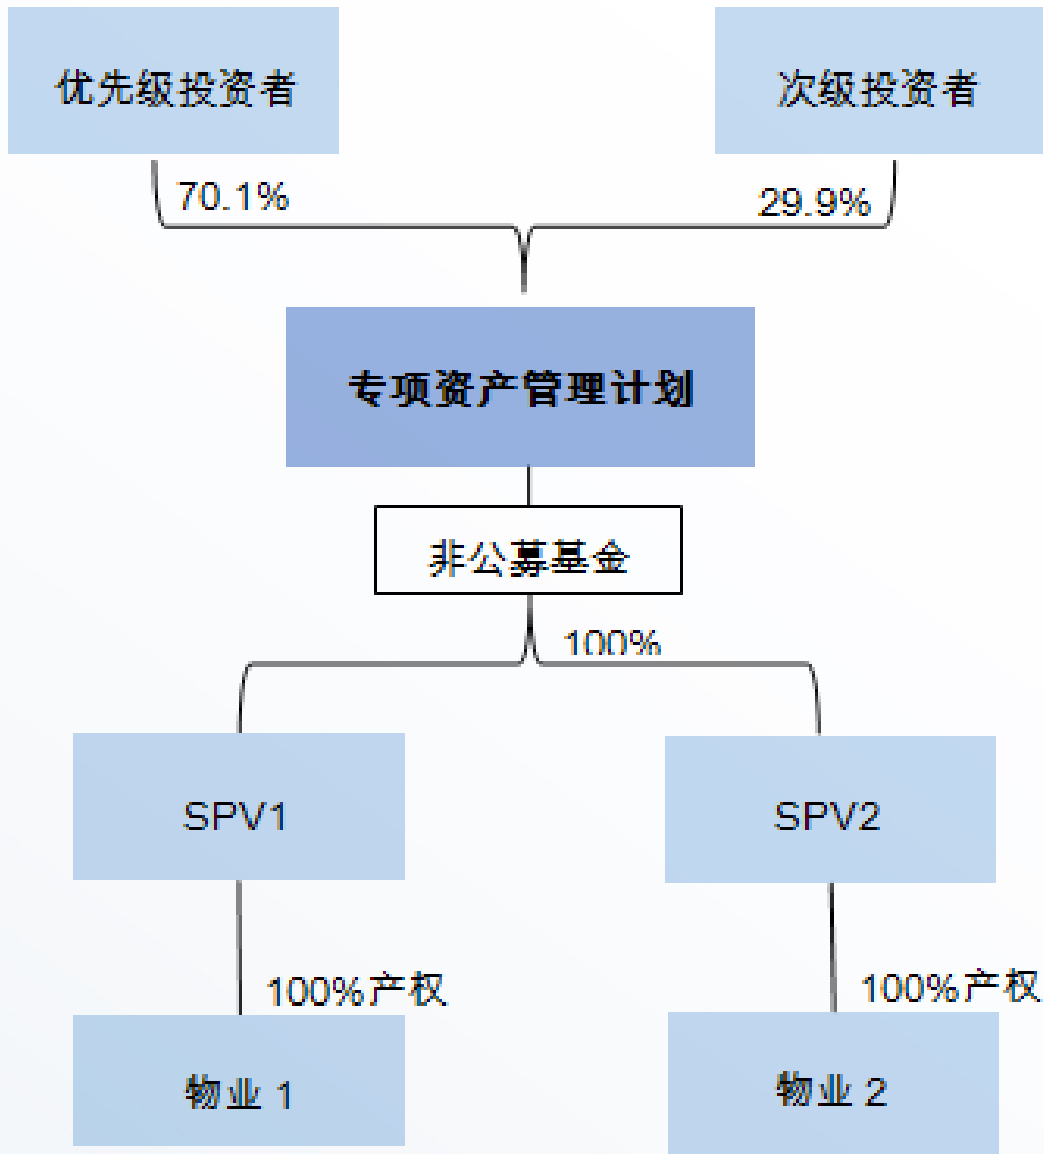 优先级投资者
次级投资者
70.1%
29.9%
专项资产管理计划
非公募基金
100%
SPV1
SPV2
100%产权
100%产权
物业 1
物业 2